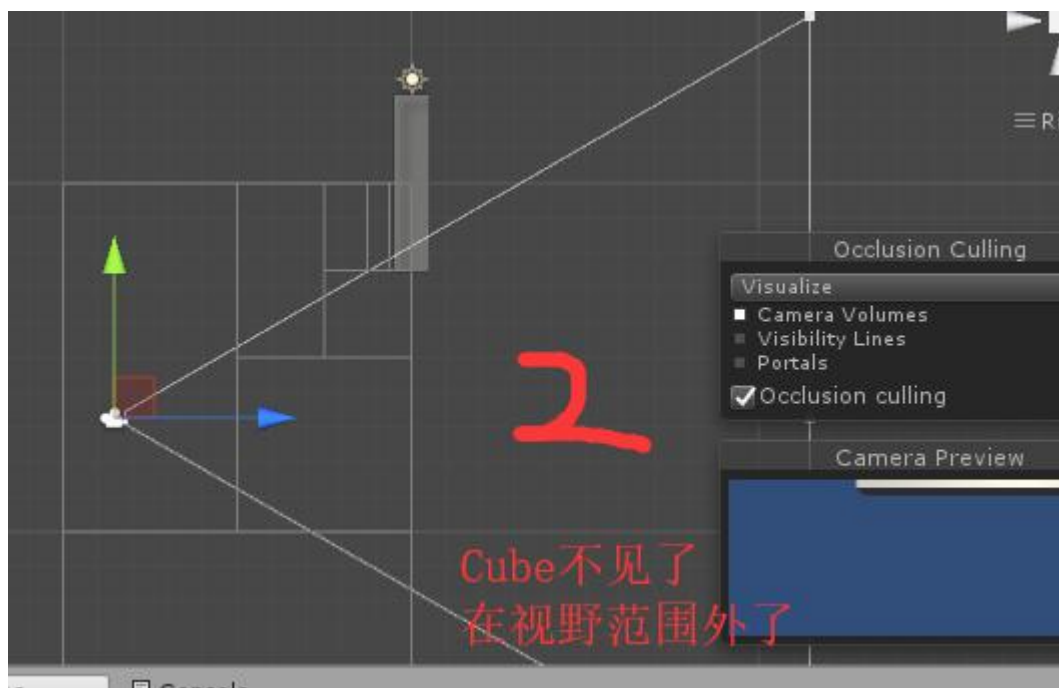 R
Occlusion Culling
Visualize
Camera Volumes
Visibility Lines
Portals
Occlusion culling
2
Camera Preview
Cube不见了
在视野范围外了